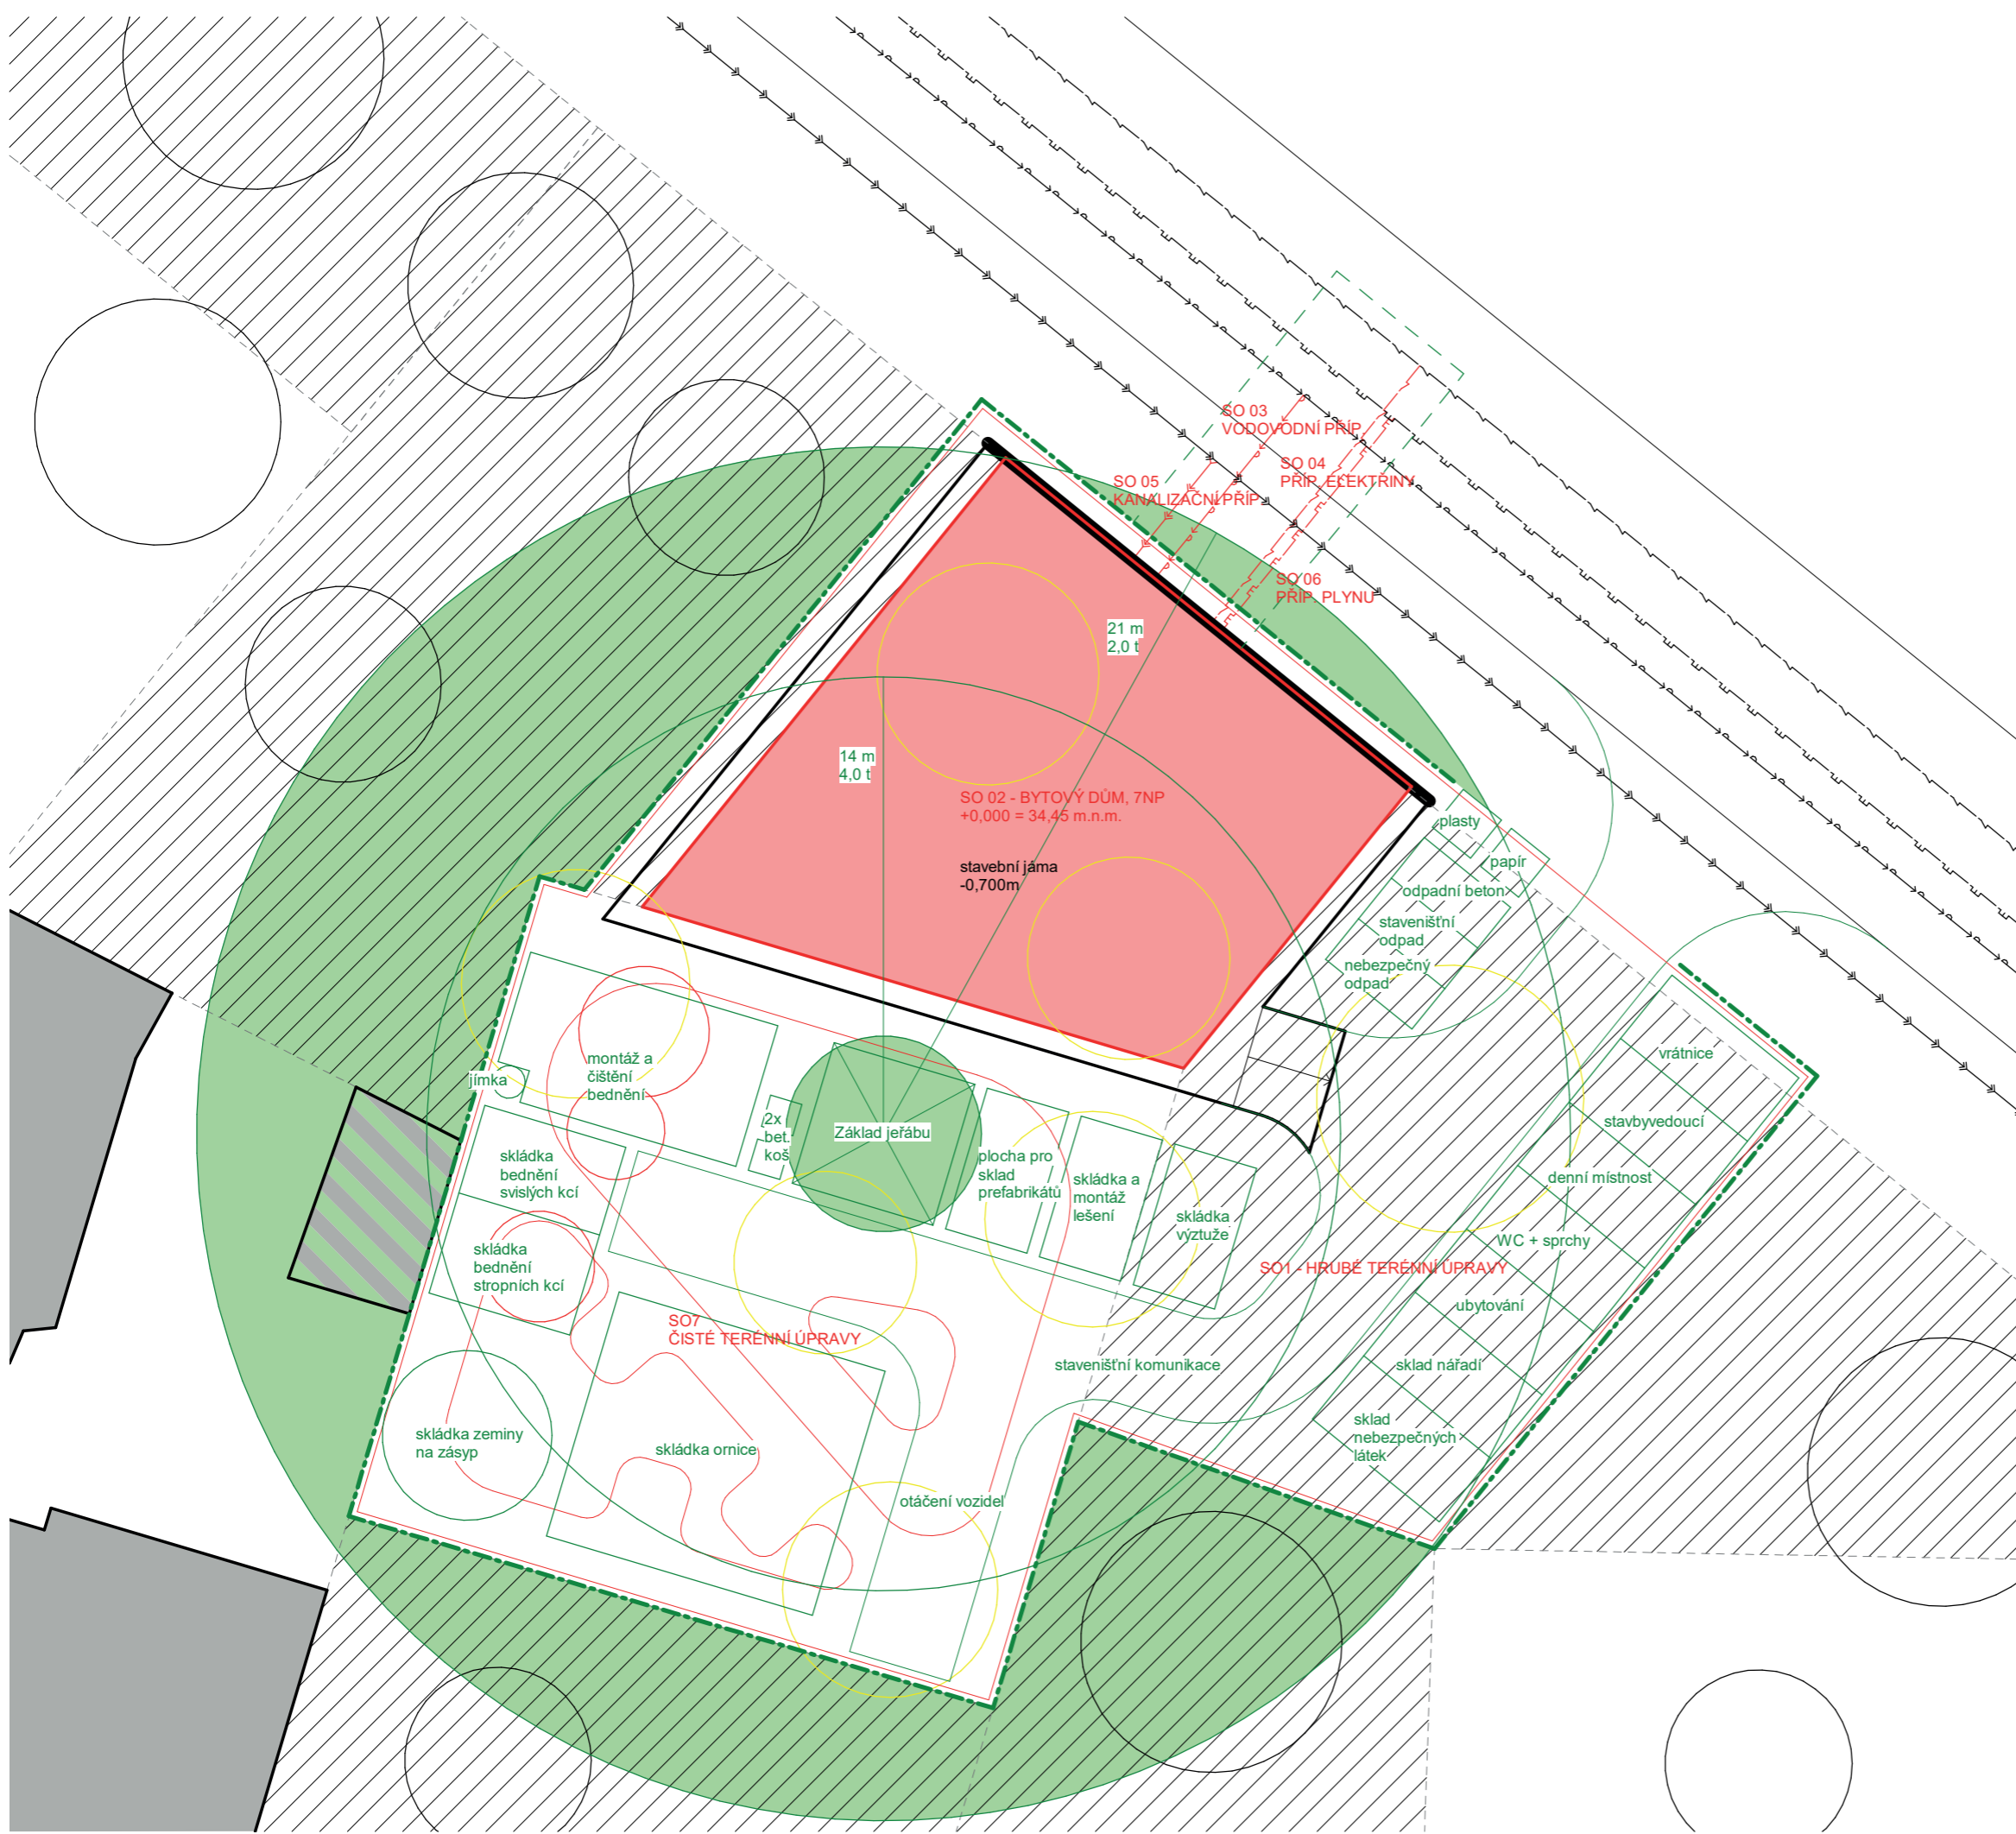 SO 03
VODOVODNÍ PŘÍP.
SO 04
PŘÍP. ELEKTŘINY
SO 05
KANALIZAČNÍ PŘÍP.
SO 06
PŘÍP. PLYNU
21 m
2,0 t
14 m
4,0 t
SO 02 - BYTOVÝ DŮM, 7NP
+0,000 = 34,45 m.n.m.
stavební jáma
-0,700m
plasty
papír
odpadní beton
stavenišťní
odpad
nebezpečný
odpad
vrátnice
stavbyvedoucí
denní místnost
WC + sprchy
ubytování
sklad nářadí
sklad
nebezpečných
látek
jímka
montáž a
čištění
bednění
2x
bet.
koš
Základ jeřábu
plocha pro
sklad
prefabrikátů
skládka a
montáž
lešení
skládka
výztuže
skládka
bednění
svislých kcí
skládka
bednění
stropních kcí
SO1 - HRUBÉ TERÉNNÍ ÚPRAVY
SO7
ČISTÉ TERÉNNÍ ÚPRAVY
stavenišťní komunikace
skládka zeminy
na zásyp
skládka ornice
otáčení vozidel